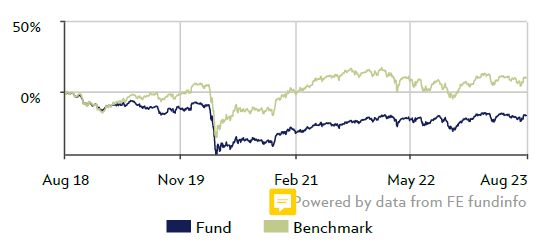 50%
0%
Aug 18 Nov 19 Feb 21 May 22 Aug 23
Powered by data from FE fundinfo
Fund Benchmark